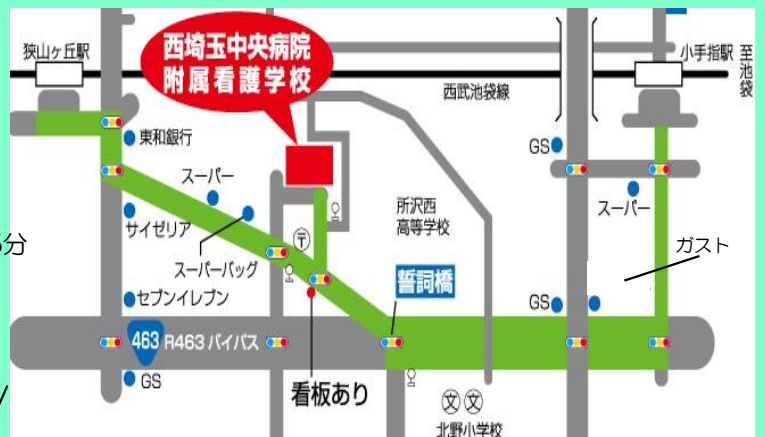 狭山ヶ丘駅
西埼玉中央病院
附属看護学校
小手指駅
至池袋
西武池袋線
東和銀行
GS
スーパー
所沢西
高等学校
スーパー
サイゼリア
〒
ガスト
スーパーバッグ
分
セブンイレブン
誓詞橋
GS
463 R463 バイパス
GS
看板あり
文 文
北野小学校